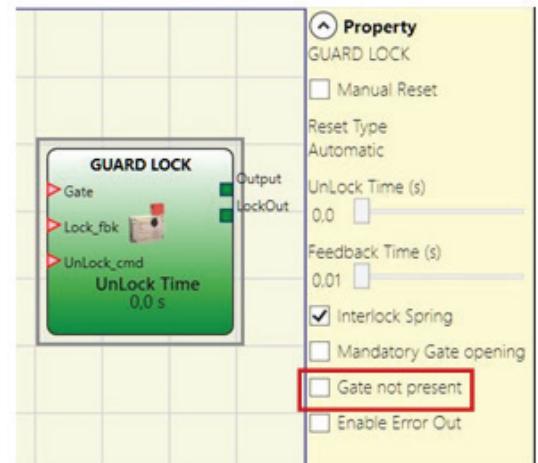 GUARD LOCK
Gate
Lock_fbk
UnLock_cmd
Output
LockOut
UnLock Time
0,0 s
Property
GUARD LOCK
Manual Reset
Reset Type
Automatic
UnLock Time (s)
0,0
Feedback Time (s)
0,01
Interlock Spring
Mandatory Gate opening
Gate not present
Enable Error Out